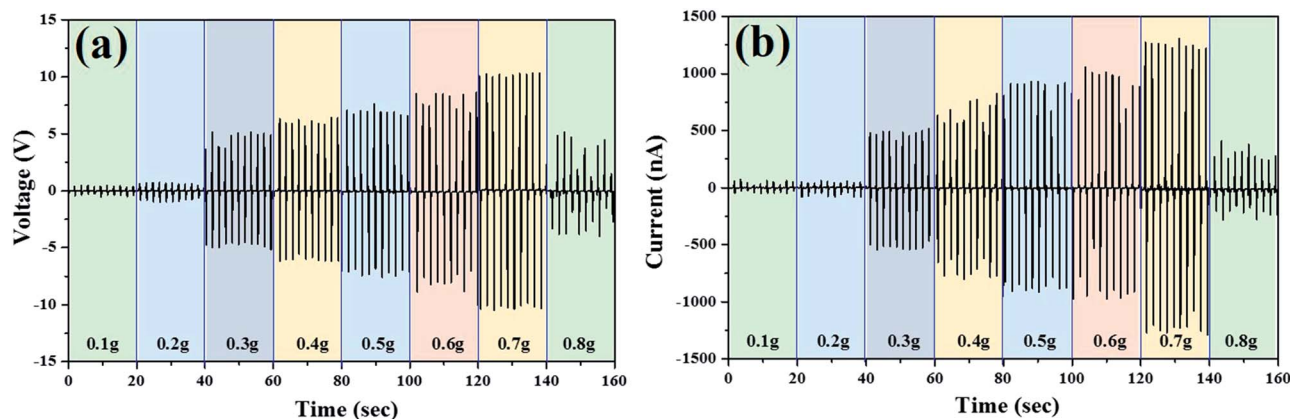 (a)
Voltage (V)
15
10
5
0
-5
-10
-15
0.1g 0.2g 0.3g 0.4g 0.5g 0.6g 0.7g 0.8g
0 20 40 60 80 100 120 140 160
Time (sec)
(b)
Current (nA)
1500
1000
500
0
-500
-1000
-1500
0.1g 0.2g 0.3g 0.4g 0.5g 0.6g 0.7g 0.8g
0 20 40 60 80 100 120 140 160
Time (sec)